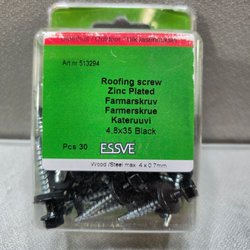 Art.nr 513294
Roofing screw
Zinc Plated
Farmarskruv
Farmerskrue
Kateruuvi
4,8x35 Black
Pcs 30
ESSVE
Wood /Steel max. 4 x 0.7mm